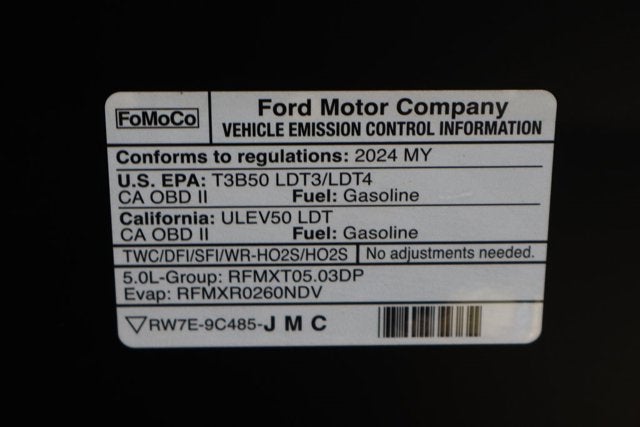 FoMoCo
Ford Motor Company
VEHICLE EMISSION CONTROL INFORMATION
Conforms to regulations: 2024 MY
U.S. EPA: T3B50 LDT3/LDT4
CA OBD II Fuel: Gasoline
California: ULEV50 LDT
CA OBD II Fuel: Gasoline
TWC/DFI/SFI/WR-HO2S/HO2S No adjustments needed.
5.0L-Group: RFMXT05.03DP
Evap: RFMXR0260NDV
RW7E-9C485-J M C